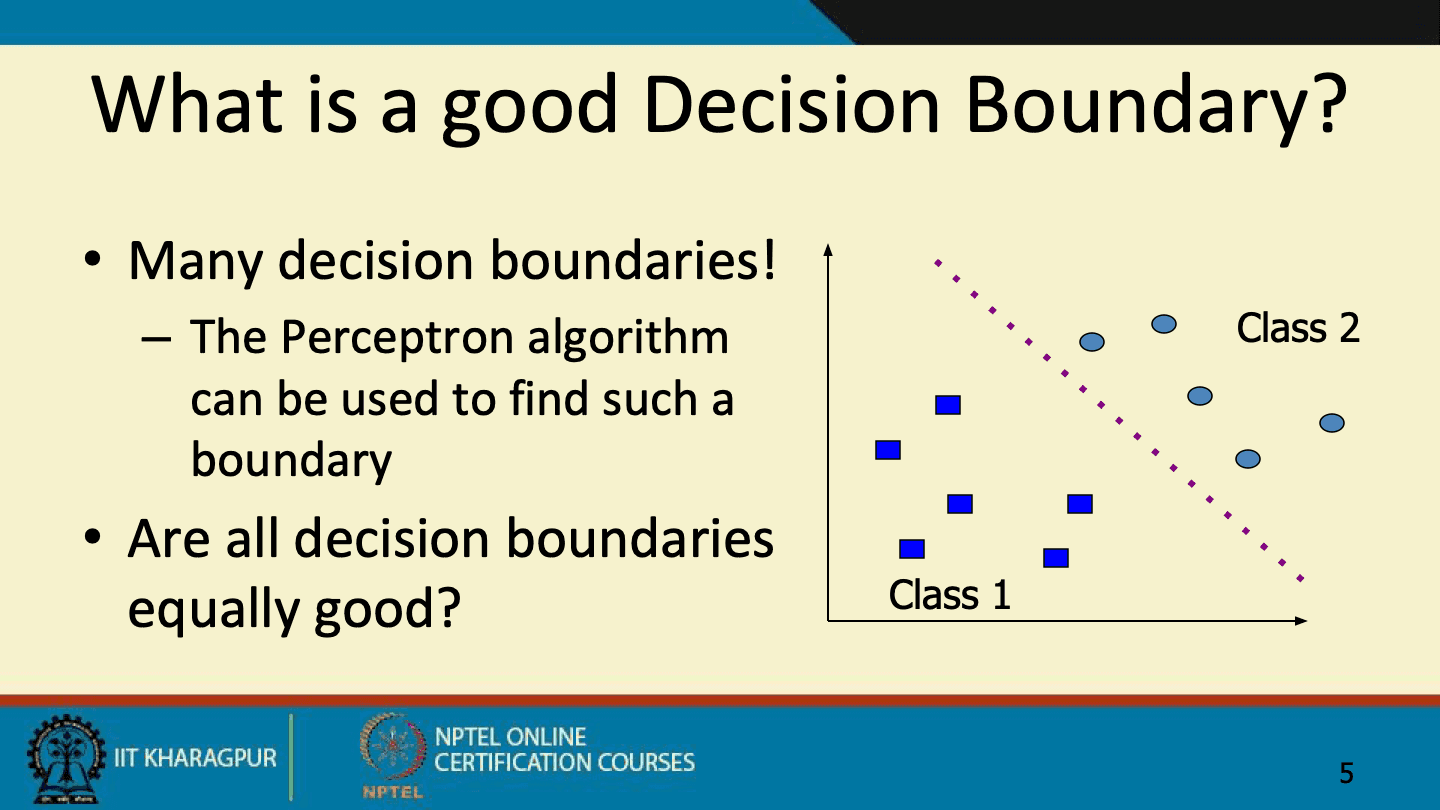 What is a good Decision Boundary?
• Many decision boundaries!
– The Perceptron algorithm
can be used to find such a
boundary
• Are all decision boundaries
equally good?
Class 2
Class 1
IIT KHARAGPUR
NPTEL
NPTEL ONLINE
CERTIFICATION COURSES
5